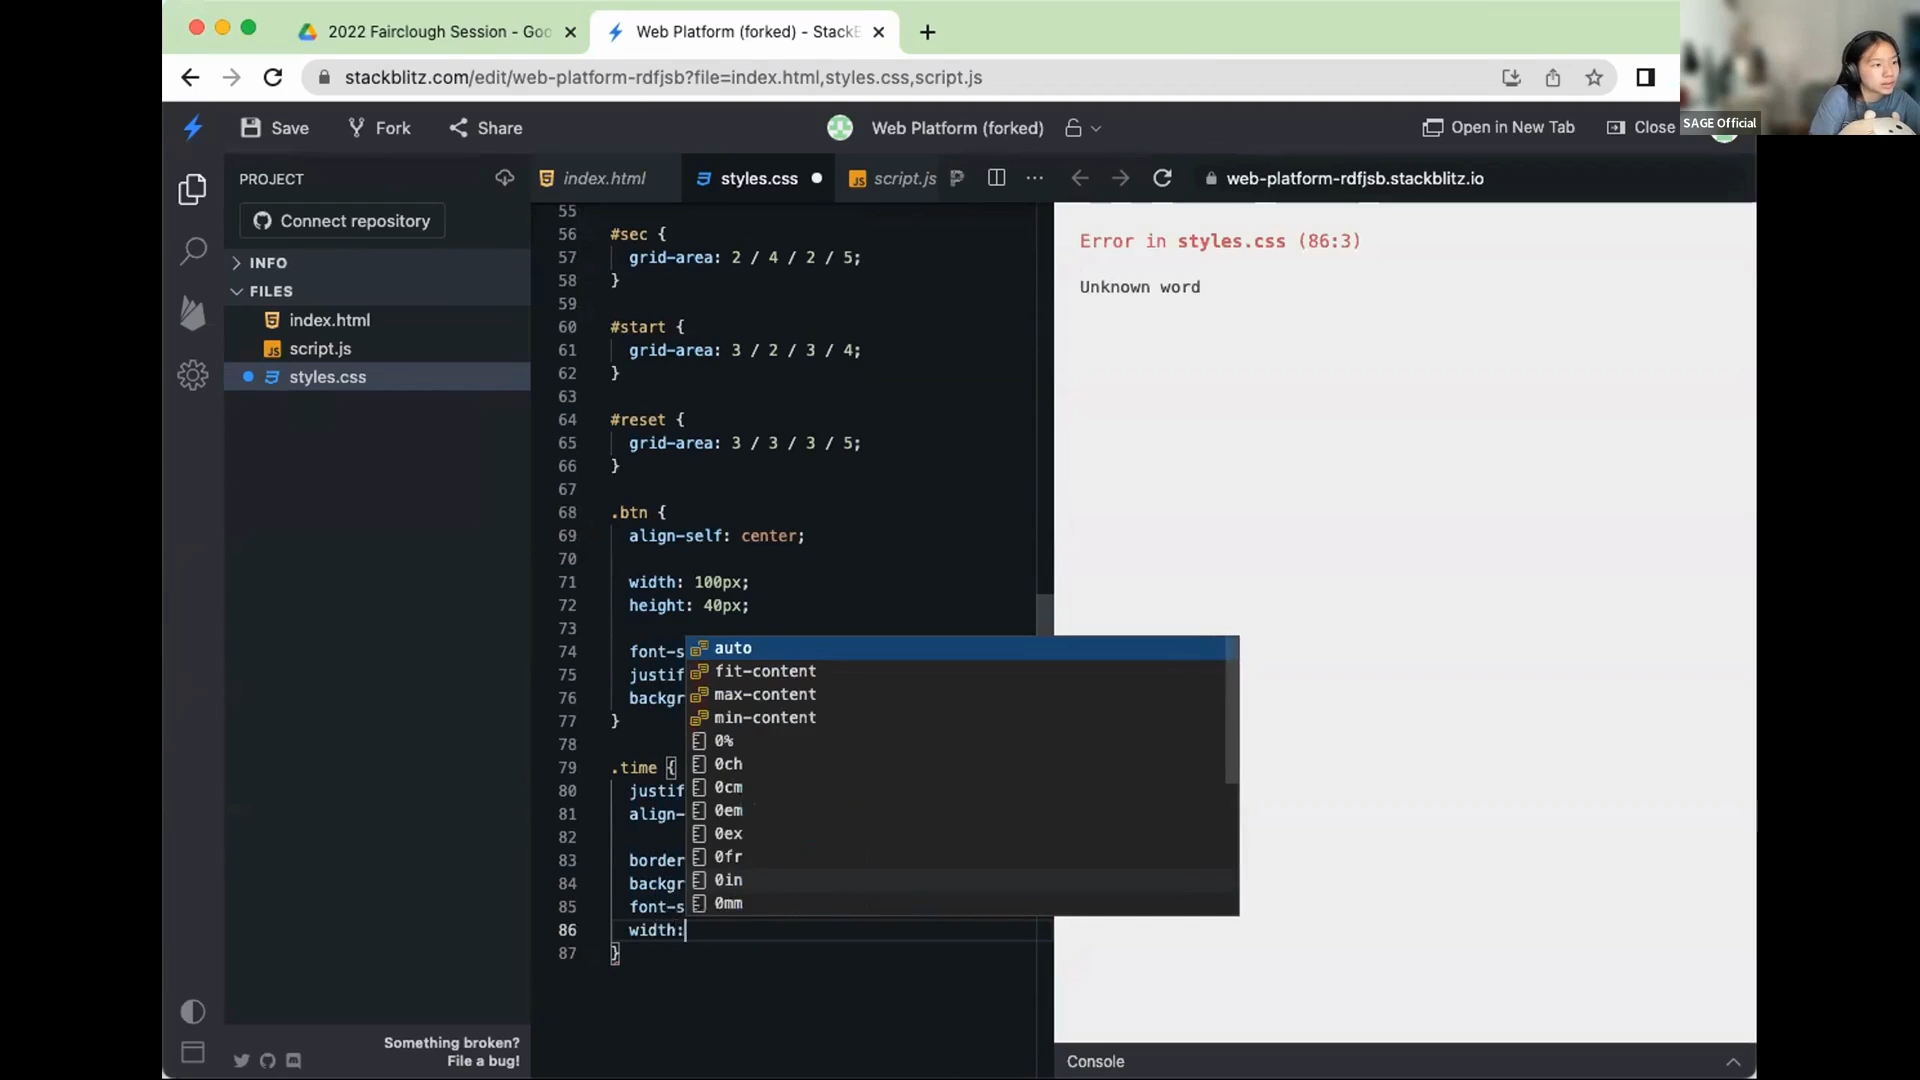 2022 Fairclough Session - Goo
Web Platform (forked) - StackB
stackblitz.com/edit/web-platform-rdfjsb?file=index.html,styles.css,script.js
SAGE Official
Save
Fork
Share
Web Platform (forked)
Open in New Tab
Close
PROJECT
index.html
styles.css
script.js
web-platform-rdfjsb.stackblitz.io
Connect repository
INFO
FILES
index.html
script.js
styles.css
55
56 #sec {
57 grid-area: 2 / 4 / 2 / 5;
58 }
59
60 #start {
61 grid-area: 3 / 2 / 3 / 4;
62 }
63
64 #reset {
65 grid-area: 3 / 3 / 3 / 5;
66 }
67
68 .btn {
69 align-self: center;
70
71 width: 100px;
72 height: 40px;
73
74 font-s
75 justif
76 backgr
77 }
78
79 .time {
80 justif
81 align-
82
83 border
84 backgr
85 font-s
86 width:
87 }
auto
fit-content
max-content
min-content
0%
0ch
0cm
0em
0ex
0fr
0in
0mm
Error in styles.css (86:3)
Unknown word
Something broken?
File a bug!
Console